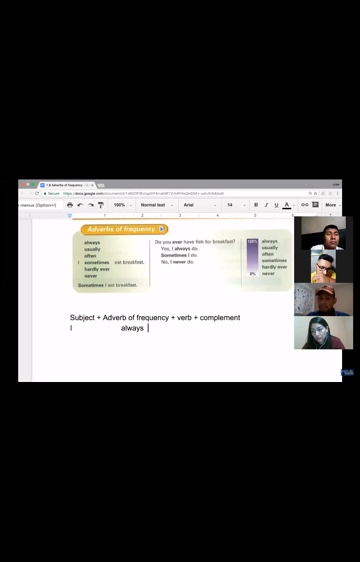 1.8 Adverbs of frequency
Secure
100%
Normal text
Arial
14
B I U A
More
Adverbs of frequency
always
usually
often
I sometimes eat breakfast.
hardly ever
never
Sometimes I eat breakfast.
Do you ever have fish for breakfast?
Yes, I always do.
Sometimes I do.
No, I never do.
100% always
usually
often
sometimes
hardly ever
0% never
Subject + Adverb of frequency + verb + complement
I always